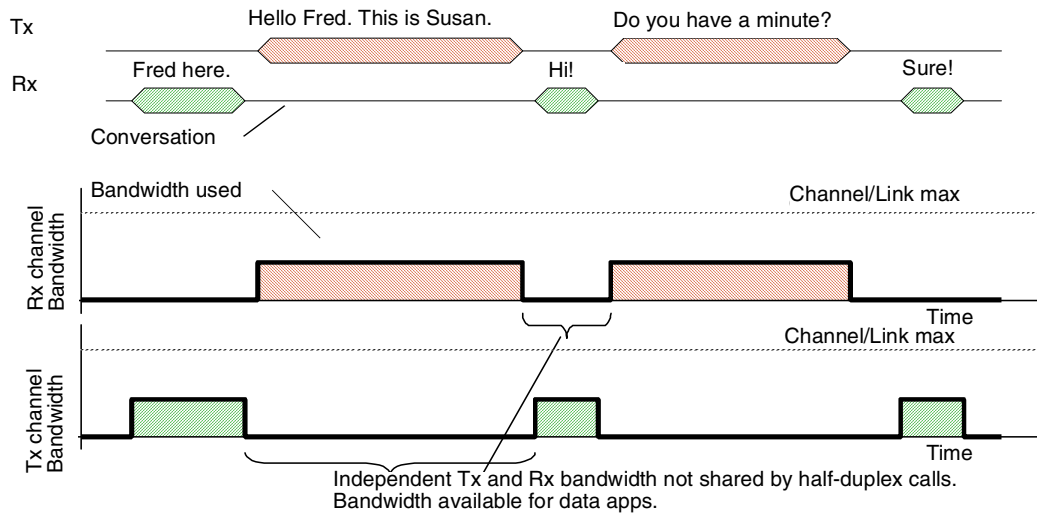 Hello Fred. This is Susan.
Do you have a minute?
Tx
Fred here.
Hi!
Sure!
Rx
Conversation
Bandwidth used
Channel/Link max
Rx channel
Bandwidth
Time
Channel/Link max
Tx channel
Bandwidth
Time
Independent Tx and Rx bandwidth not shared by half-duplex calls.
Bandwidth available for data apps.